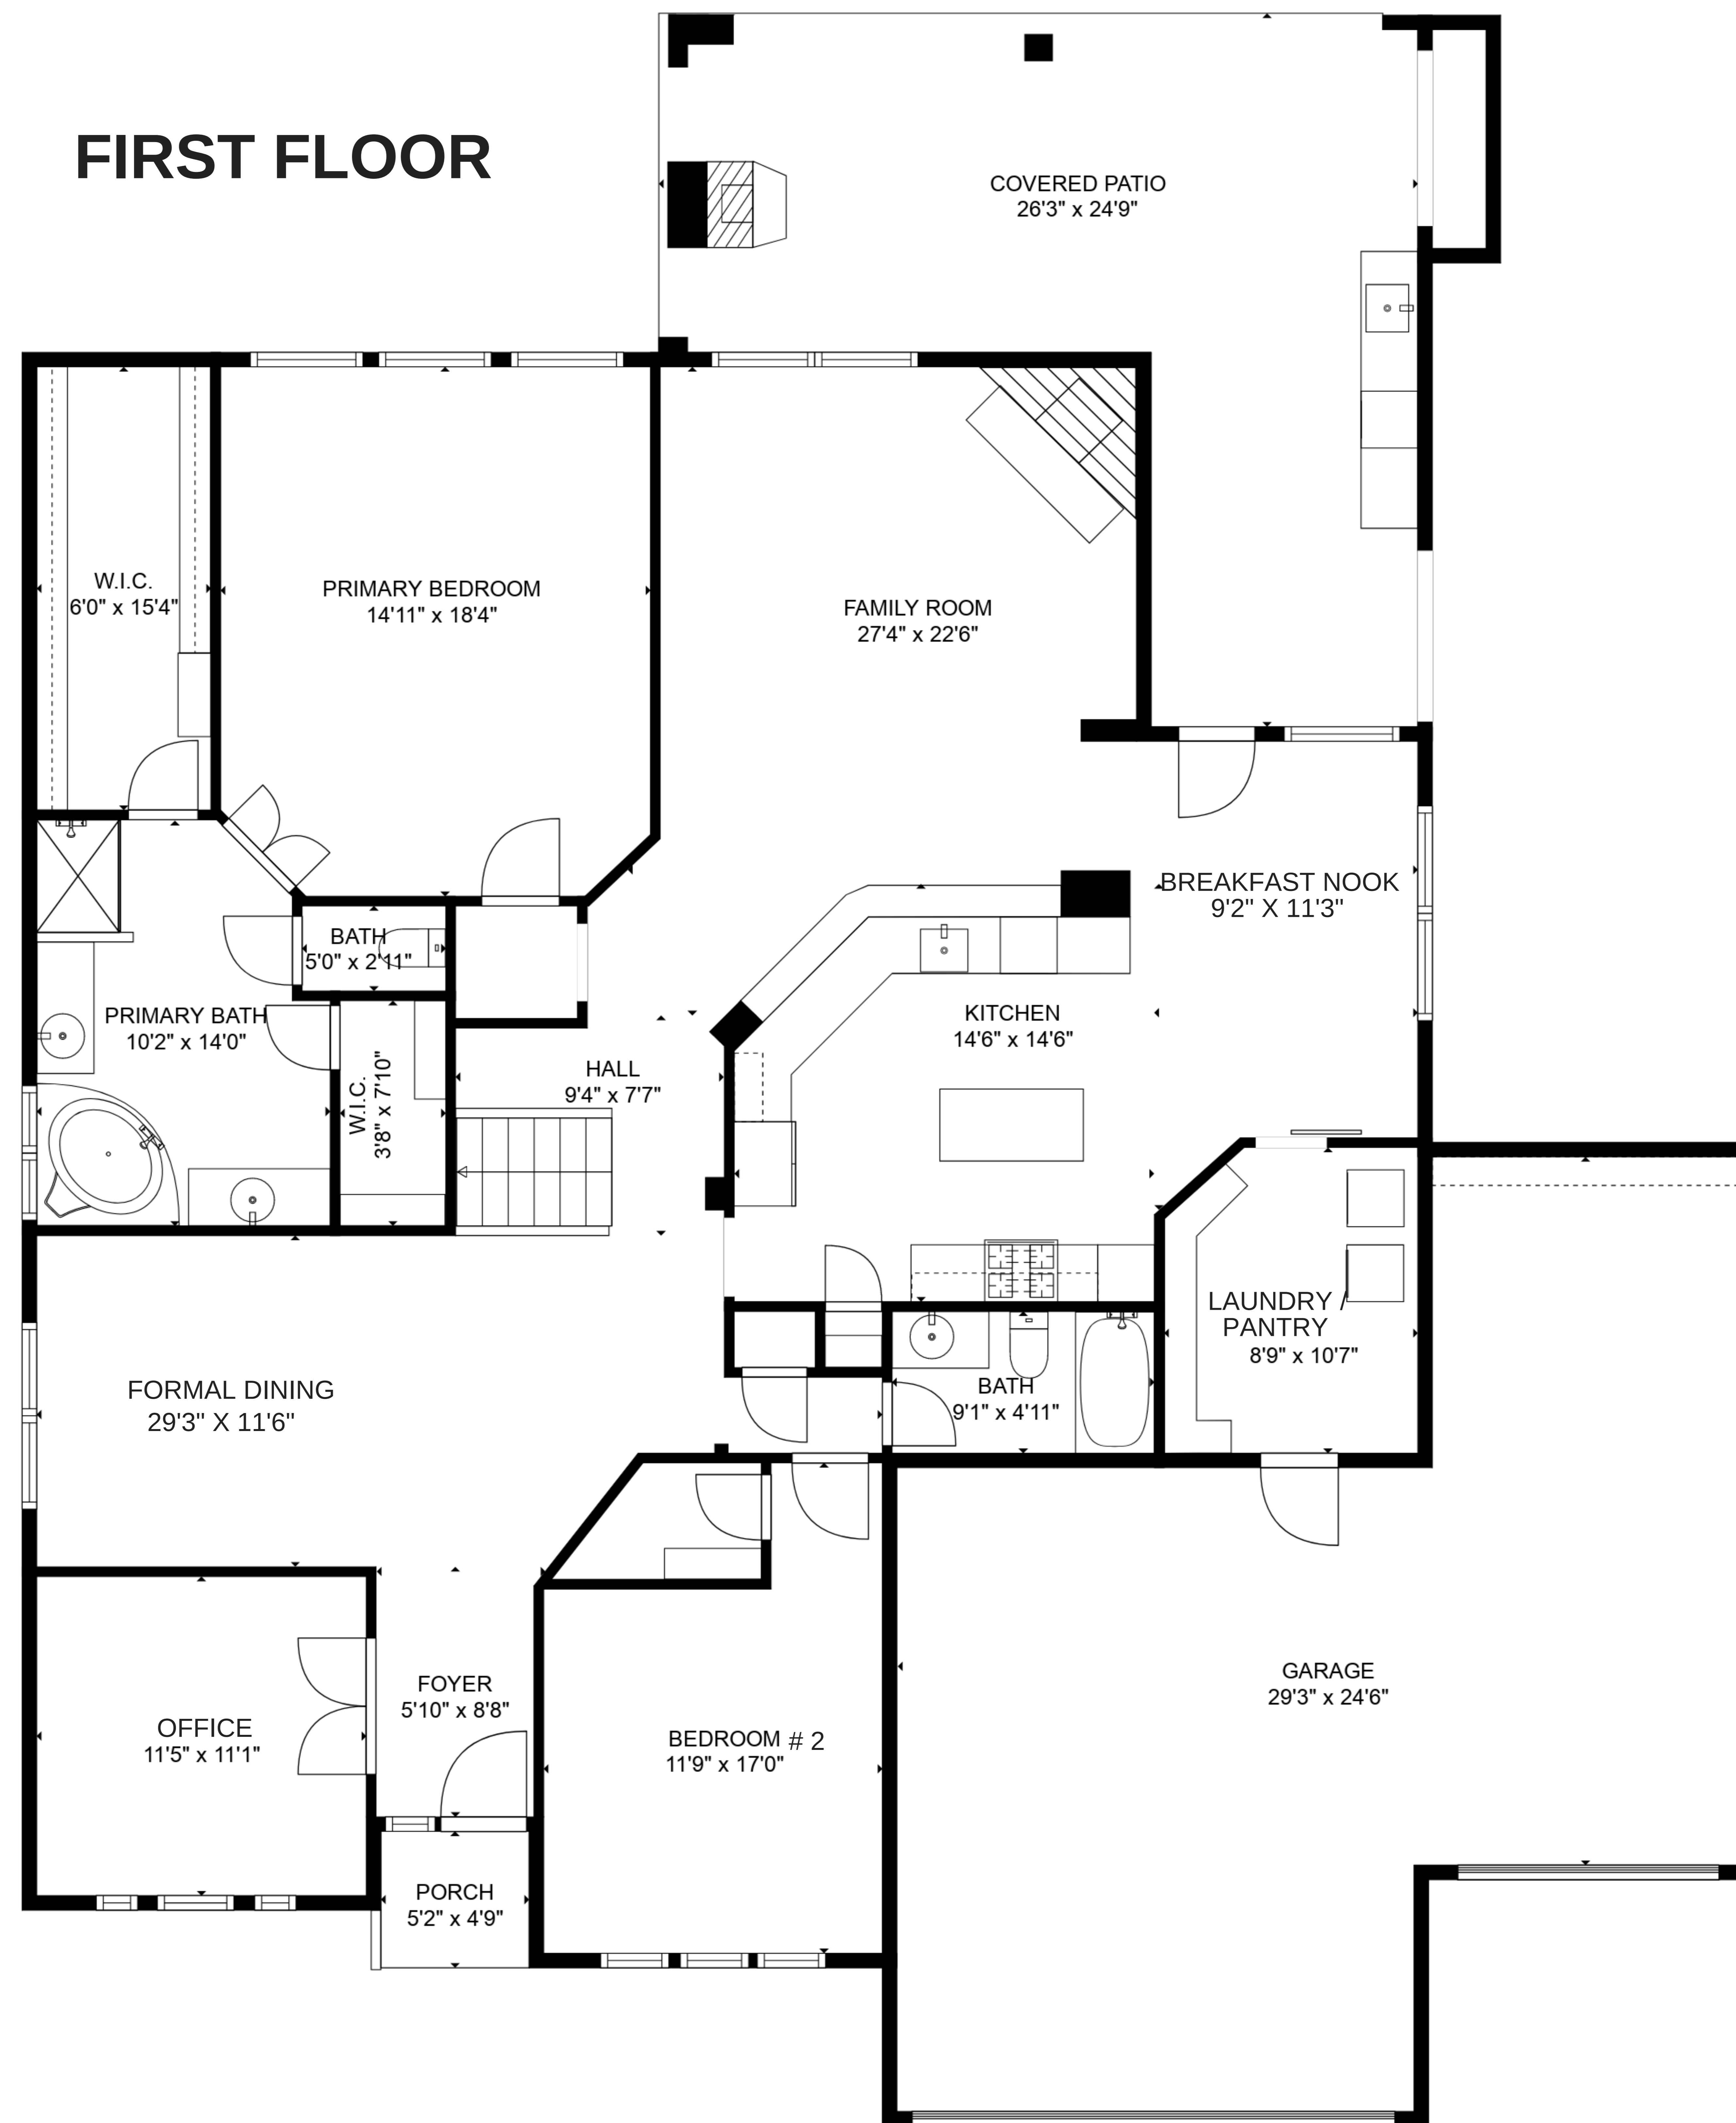 FIRST FLOOR
COVERED PATIO
26'3" x 24'9"
W.I.C.
6'0" x 15'4"
PRIMARY BEDROOM
14'11" x 18'4"
FAMILY ROOM
27'4" x 22'6"
BREAKFAST NOOK
9'2" X 11'3"
BATH
5'0" x 2'11"
PRIMARY BATH
10'2" x 14'0"
W.I.C.
3'8" x 7'10"
HALL
9'4" x 7'7"
KITCHEN
14'6" x 14'6"
LAUNDRY /
PANTRY
8'9" x 10'7"
FORMAL DINING
29'3" X 11'6"
BATH
9'1" x 4'11"
OFFICE
11'5" x 11'1"
FOYER
5'10" x 8'8"
BEDROOM # 2
11'9" x 17'0"
GARAGE
29'3" x 24'6"
PORCH
5'2" x 4'9"